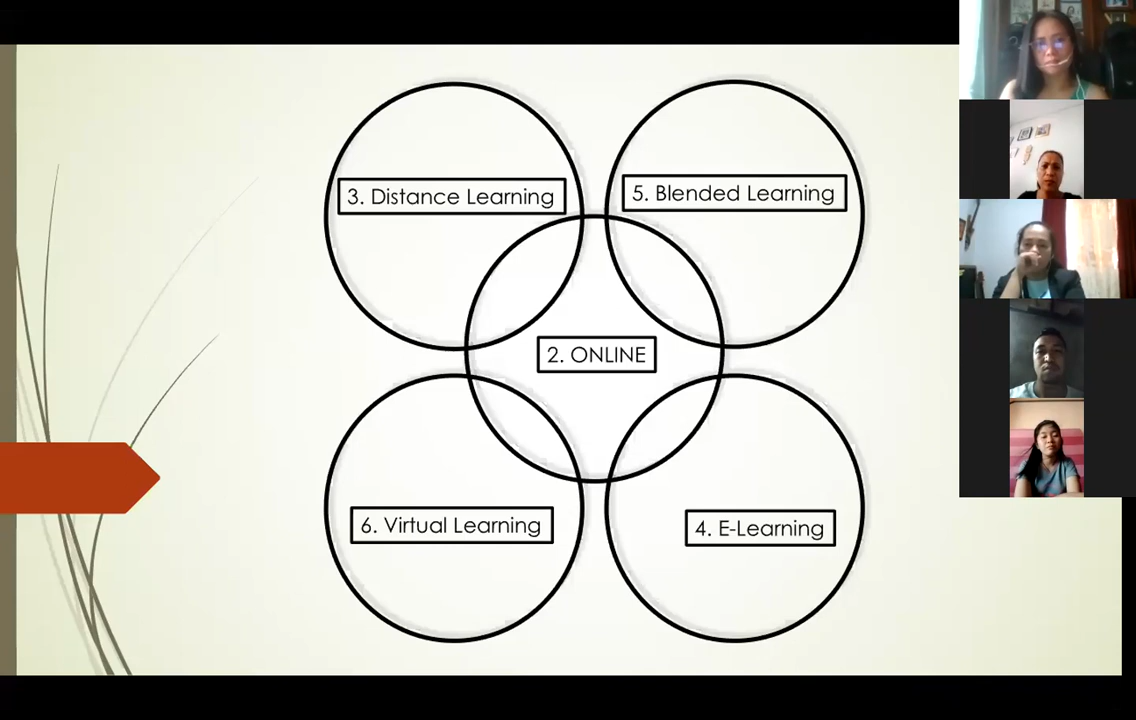 3. Distance Learning
5. Blended Learning
2. ONLINE
6. Virtual Learning
4. E-Learning